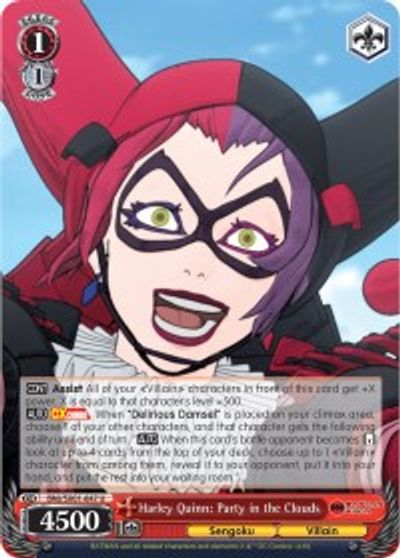 1
1
CONT Assist All of your «Villain» characters in front of this card get +X
power. X is equal to that character's level ×500.
AUTO When "Delirious Damsel" is placed on your climax area,
choose of your other characters, and that character gets the following
ability until end of turn. "AUTO When this card's battle opponent becomes
look at up to 4 cards from the top of your deck, choose up to 1 «Villain»
character from among them, reveal it to your opponent, put it into your
hand, and put the rest into your waiting room."
4500
Harley Quinn: Party in the Clouds
Sengoku Villain